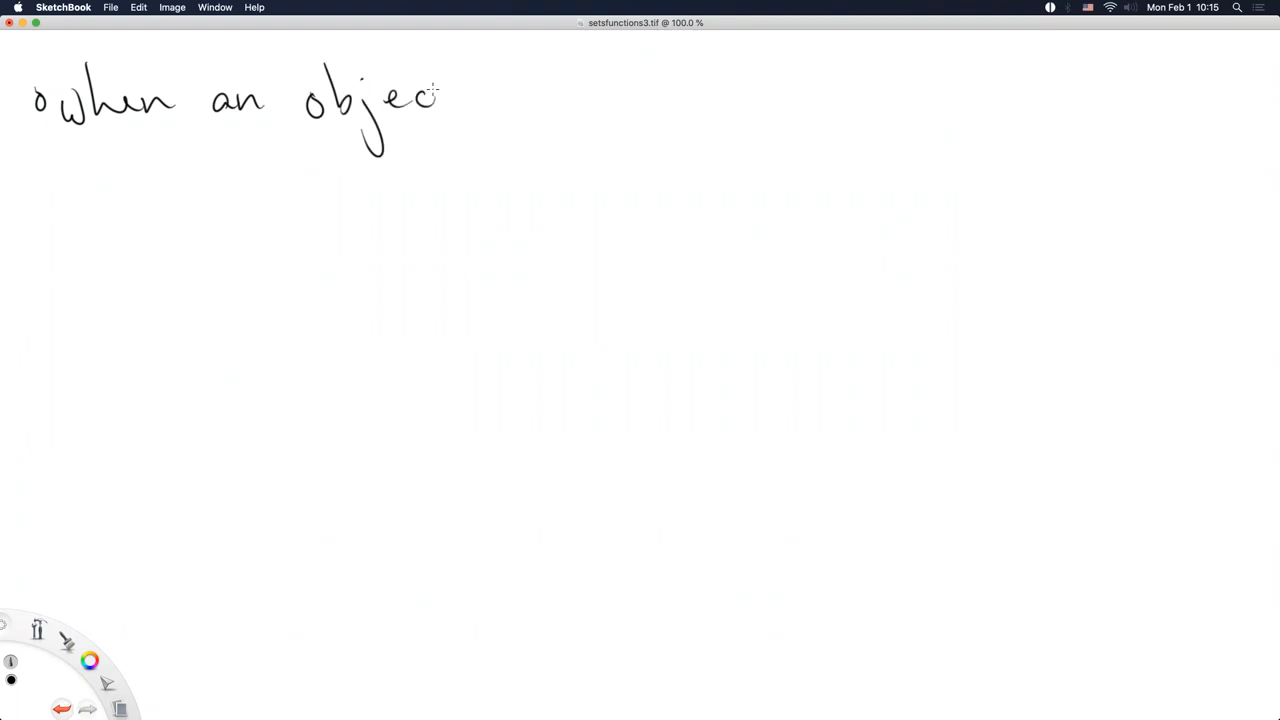 SketchBook File Edit Image Window Help Mon Feb 1 10:15
setsfunctions3.tif @ 100.0 %
when an objec